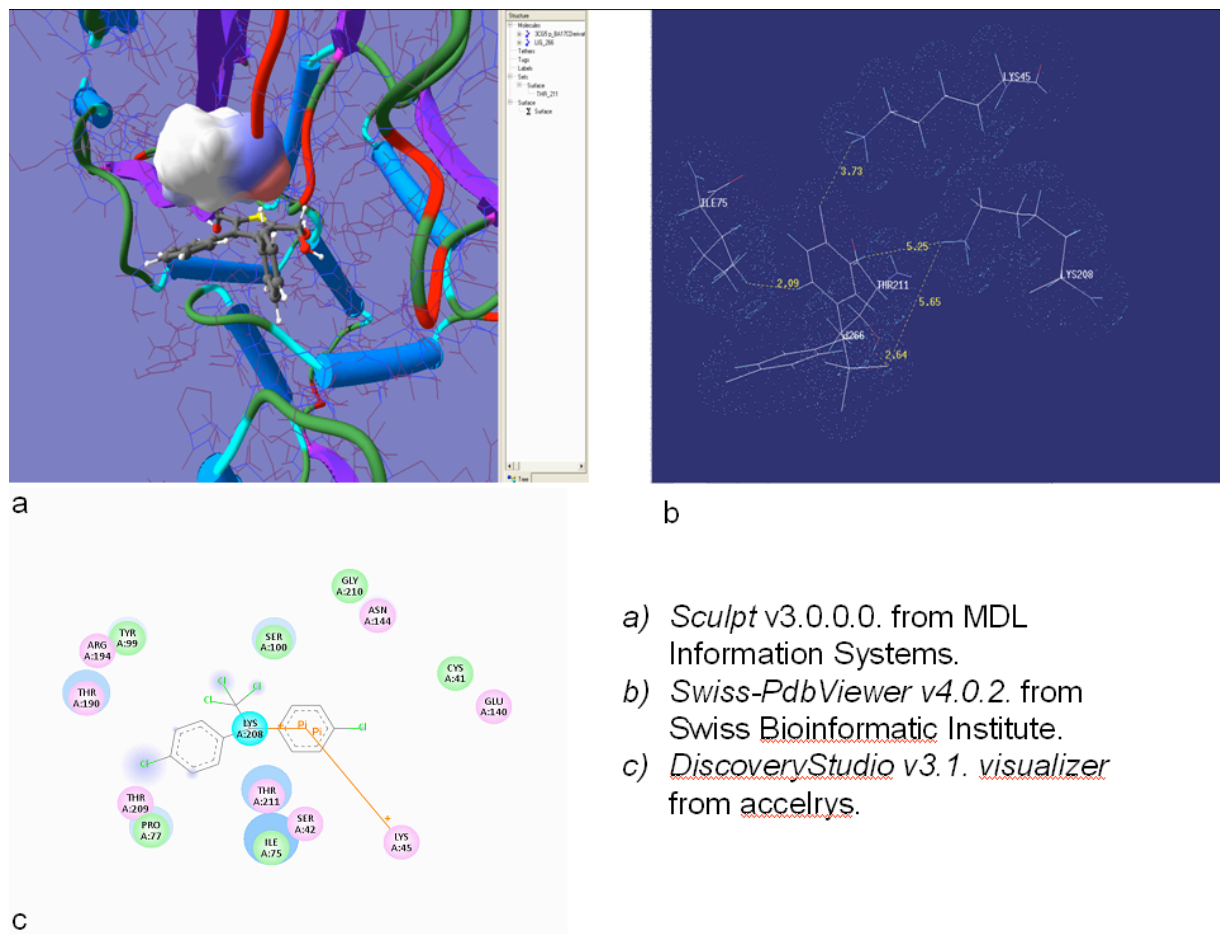 Structure
Molecules
LIG_266
Tethers
Tags
Labels
Sets
Surface
THR_211
Surface
Σ Surface
Tree
a
LYS45
3.73
ILE75
5.25
LYS208
2.09
THR211
5.65
2.64
b
GLY
A:210
ASN
A:144
TYR
A:99
ARG
A:194
SER
A:100
CYS
A:41
THR
A:190
GLU
A:140
Cl
Cl
Cl
LYS
A:208
+
Pi
Pi
Cl
Cl
THR
A:209
PRO
A:77
THR
A:211
SER
A:42
ILE
A:75
+
LYS
A:45
c
a) Sculpt v3.0.0.0. from MDL
Information Systems.
b) Swiss-PdbViewer v4.0.2. from
Swiss Bioinformatic Institute.
c) DiscoveryStudio v3.1. visualizer
from accelrys.